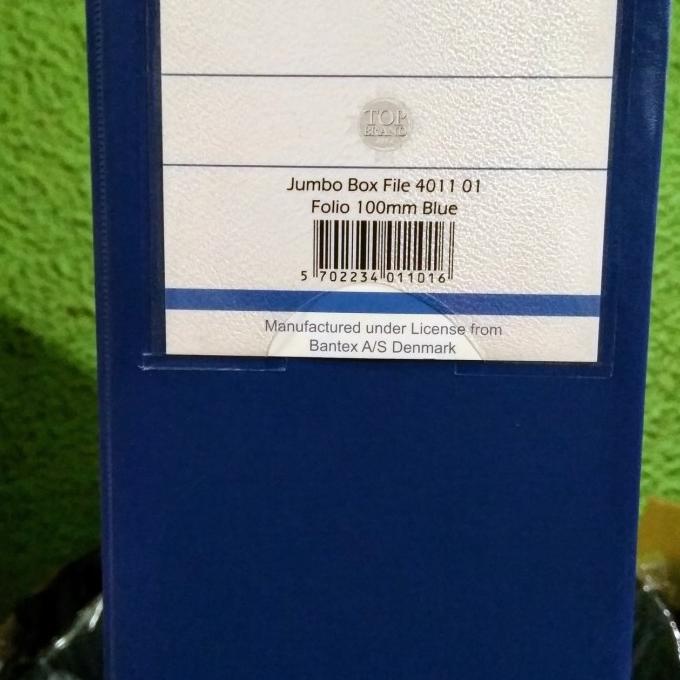 TOP
BRAND
Jumbo Box File 4011 01
Folio 100mm Blue
5 702234 011016
Manufactured under License from
Bantex A/S Denmark